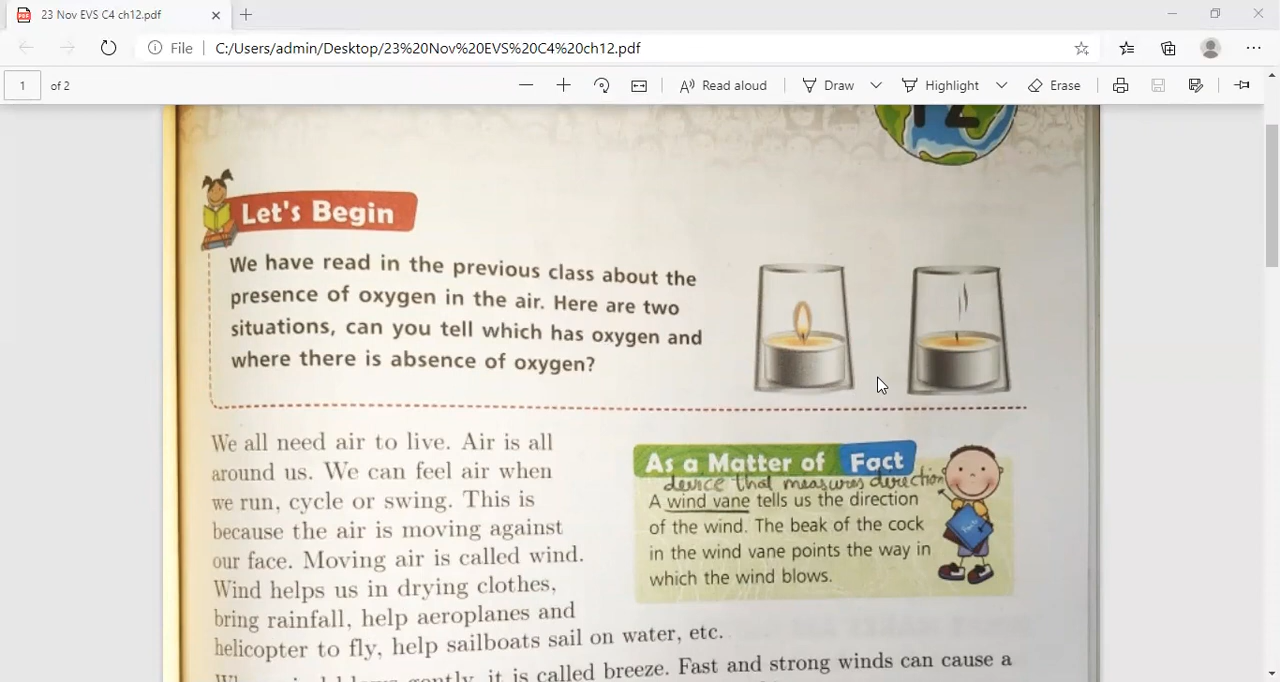 23 Nov EVS C4 ch12.pdf
File
C:/Users/admin/Desktop/23%20Nov%20EVS%20C4%20ch12.pdf
1 of 2
Read aloud
Draw
Highlight
Erase
12
Let's Begin
We have read in the previous class about the
presence of oxygen in the air. Here are two
situations, can you tell which has oxygen and
where there is absence of oxygen?
We all need air to live. Air is all
around us. We can feel air when
we run, cycle or swing. This is
because the air is moving against
our face. Moving air is called wind.
Wind helps us in drying clothes,
bring rainfall, help aeroplanes and
helicopter to fly, help sailboats sail on water, etc.
As a Matter of Fact
device that measures direction
A wind vane tells us the direction
of the wind. The beak of the cock
in the wind vane points the way in
which the wind blows.
gently, it is called breeze. Fast and strong winds can cause a